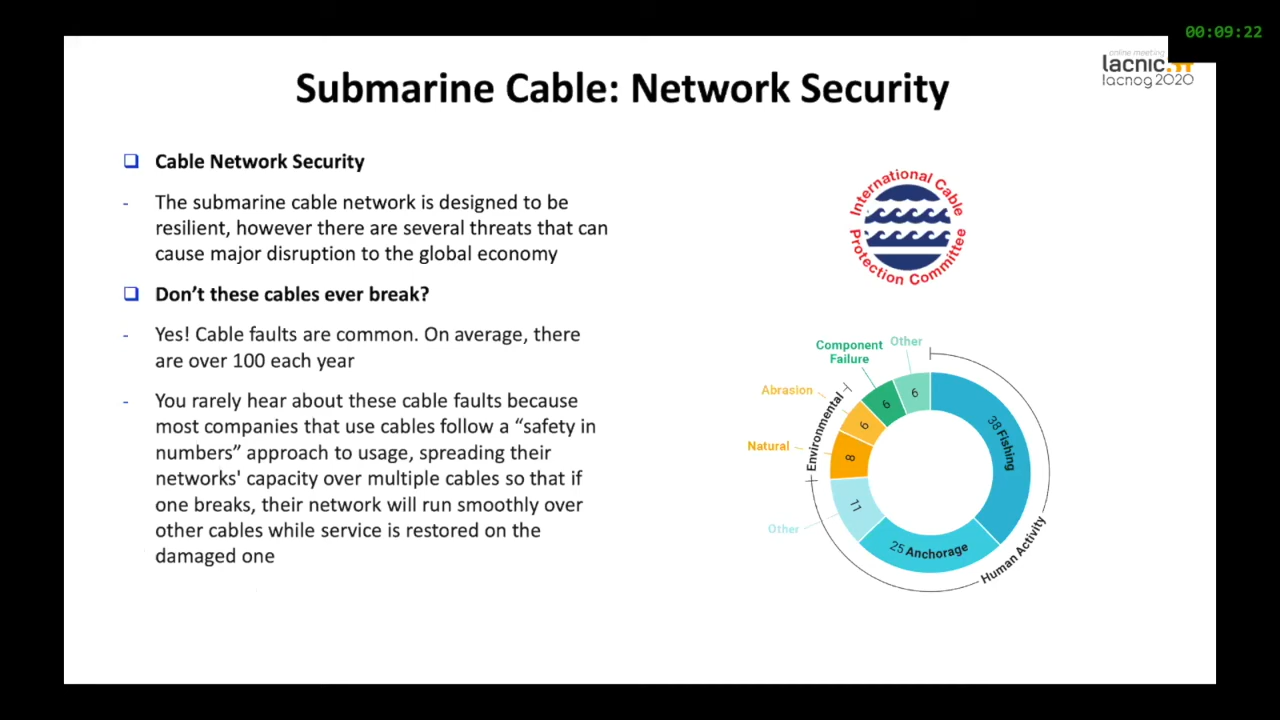 00:09:22
online meeting
lacnic
lacnog 2020
Submarine Cable: Network Security
Cable Network Security
- The submarine cable network is designed to be
resilient, however there are several threats that can
cause major disruption to the global economy
Don't these cables ever break?
- Yes! Cable faults are common. On average, there
are over 100 each year
- You rarely hear about these cable faults because
most companies that use cables follow a “safety in
numbers” approach to usage, spreading their
networks' capacity over multiple cables so that if
one breaks, their network will run smoothly over
other cables while service is restored on the
damaged one
International Cable
Protection Committee
Component
Failure
Other
Abrasion
Natural
Other
Environmental
Human Activity
6
6
6
8
11
25 Anchorage
38 Fishing